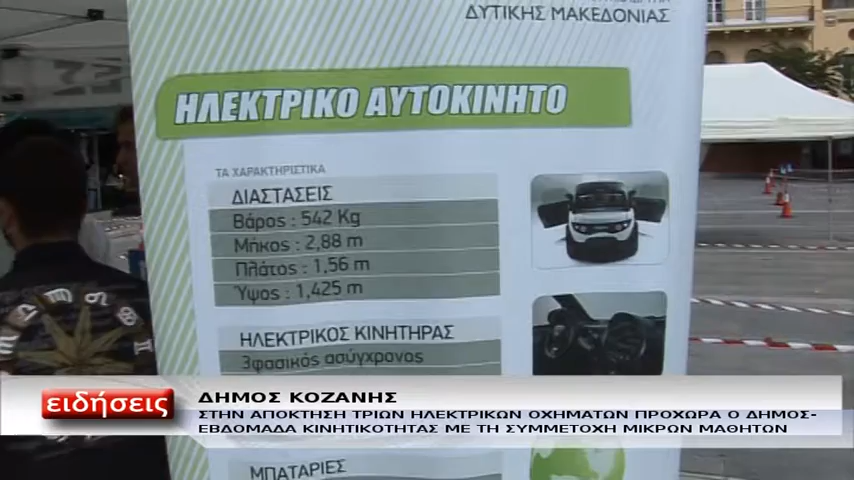 ΔΥΤΙΚΗΣ ΜΑΚΕΔΟΝΙΑΣ
ΗΛΕΚΤΡΙΚΟ ΑΥΤΟΚΙΝΗΤΟ
ΤΑ ΧΑΡΑΚΤΗΡΙΣΤΙΚΑ
ΔΙΑΣΤΑΣΕΙΣ
Βάρος : 542 Kg
Μήκος : 2,88 m
Πλάτος : 1,56 m
Ύψος : 1,425 m
ΗΛΕΚΤΡΙΚΟΣ ΚΙΝΗΤΗΡΑΣ
3φασικός ασύγχρονος
ειδήσεις
ΔΗΜΟΣ ΚΟΖΑΝΗΣ
ΣΤΗΝ ΑΠΟΚΤΗΣΗ ΤΡΙΩΝ ΗΛΕΚΤΡΙΚΩΝ ΟΧΗΜΑΤΩΝ ΠΡΟΧΩΡΑ Ο ΔΗΜΟΣ-
ΕΒΔΟΜΑΔΑ ΚΙΝΗΤΙΚΟΤΗΤΑΣ ΜΕ ΤΗ ΣΥΜΜΕΤΟΧΗ ΜΙΚΡΩΝ ΜΑΘΗΤΩΝ
ΜΠΑΤΑΡΙΕΣ